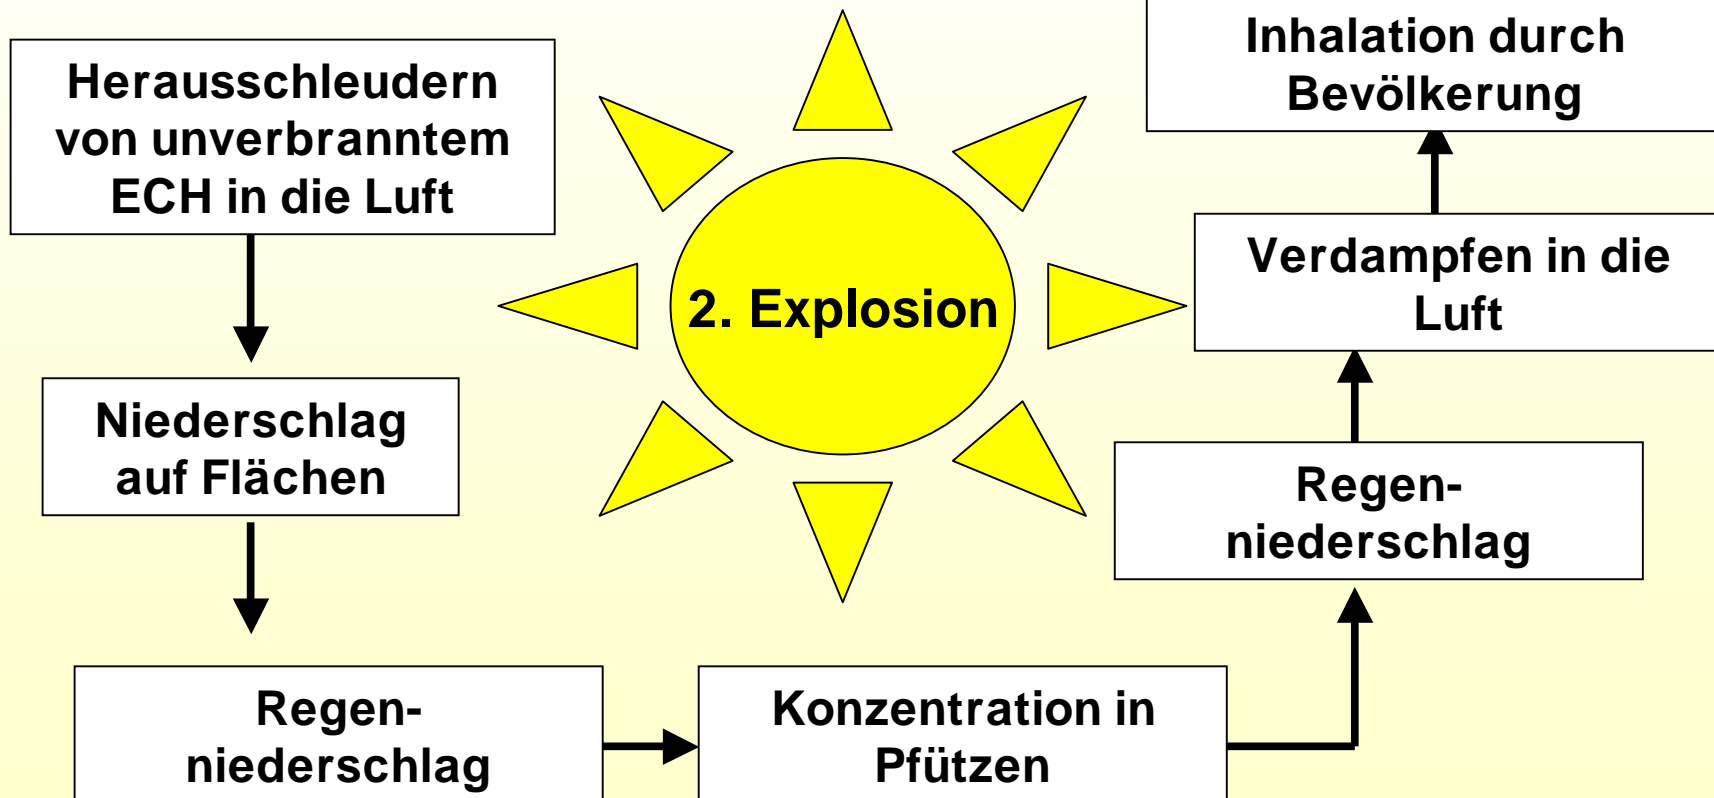 Herausschleudern
von unverbranntem
ECH in die Luft
Niederschlag
auf Flächen
Regen-
niederschlag
Konzentration in
Pfützen
Regen-
niederschlag
Verdampfen in die
Luft
Inhalation durch
Bevölkerung
2. Explosion